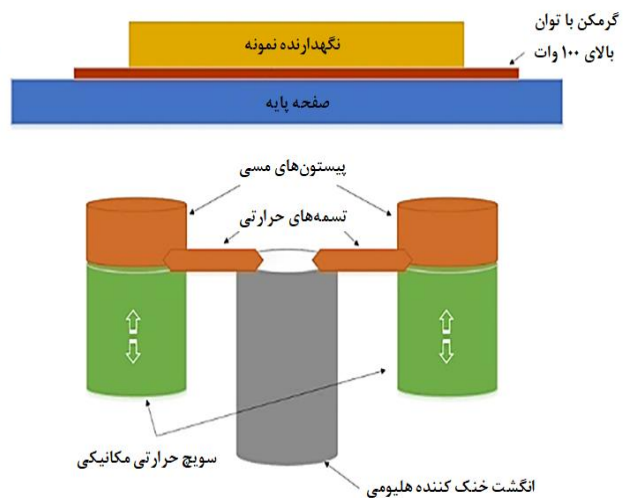 گرمکن با توان
بالای ۱۰۰ وات
نگهدارنده نمونه
صفحه پایه
پیستون‌های مسی
تسمه‌های حرارتی
سویچ حرارتی مکانیکی
انگشت خنک کننده هلیومی